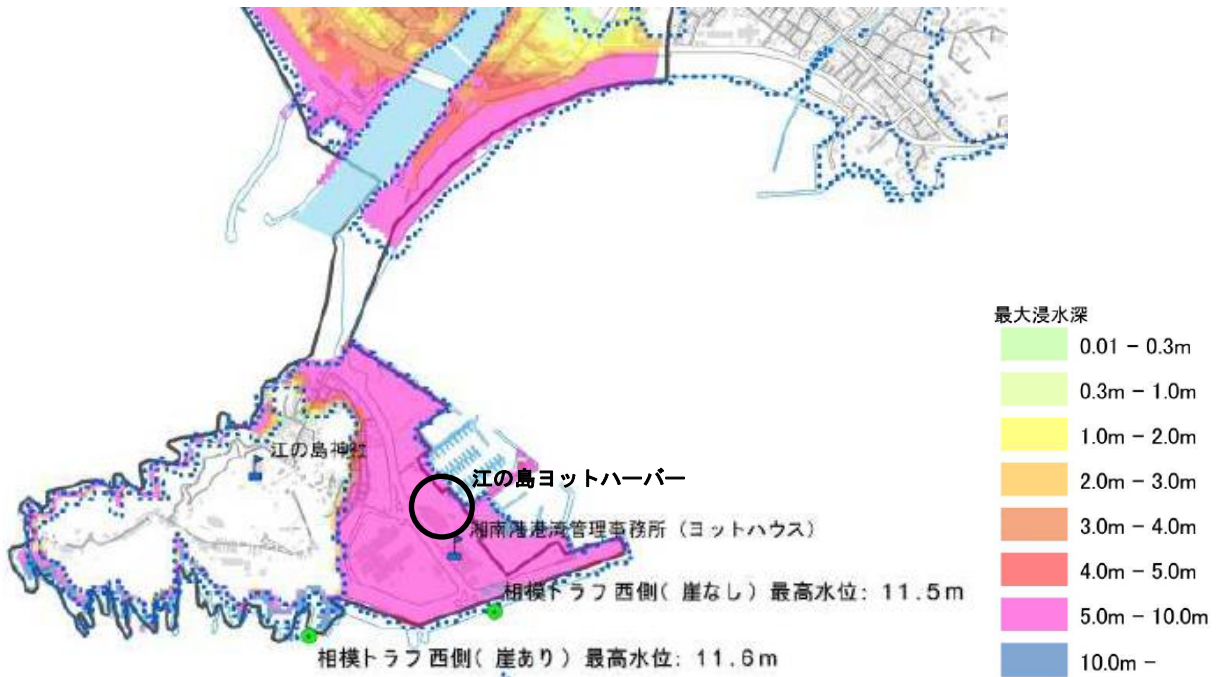 最大浸水深
0.01 - 0.3m
0.3m - 1.0m
1.0m - 2.0m
2.0m - 3.0m
3.0m - 4.0m
4.0m - 5.0m
5.0m - 10.0m
10.0m -
江の島神社
江の島ヨットハーバー
湘南港港湾管理事務所（ヨットハウス）
相模トラフ西側(崖なし) 最高水位: 11.5m
相模トラフ西側(崖あり) 最高水位: 11.6m